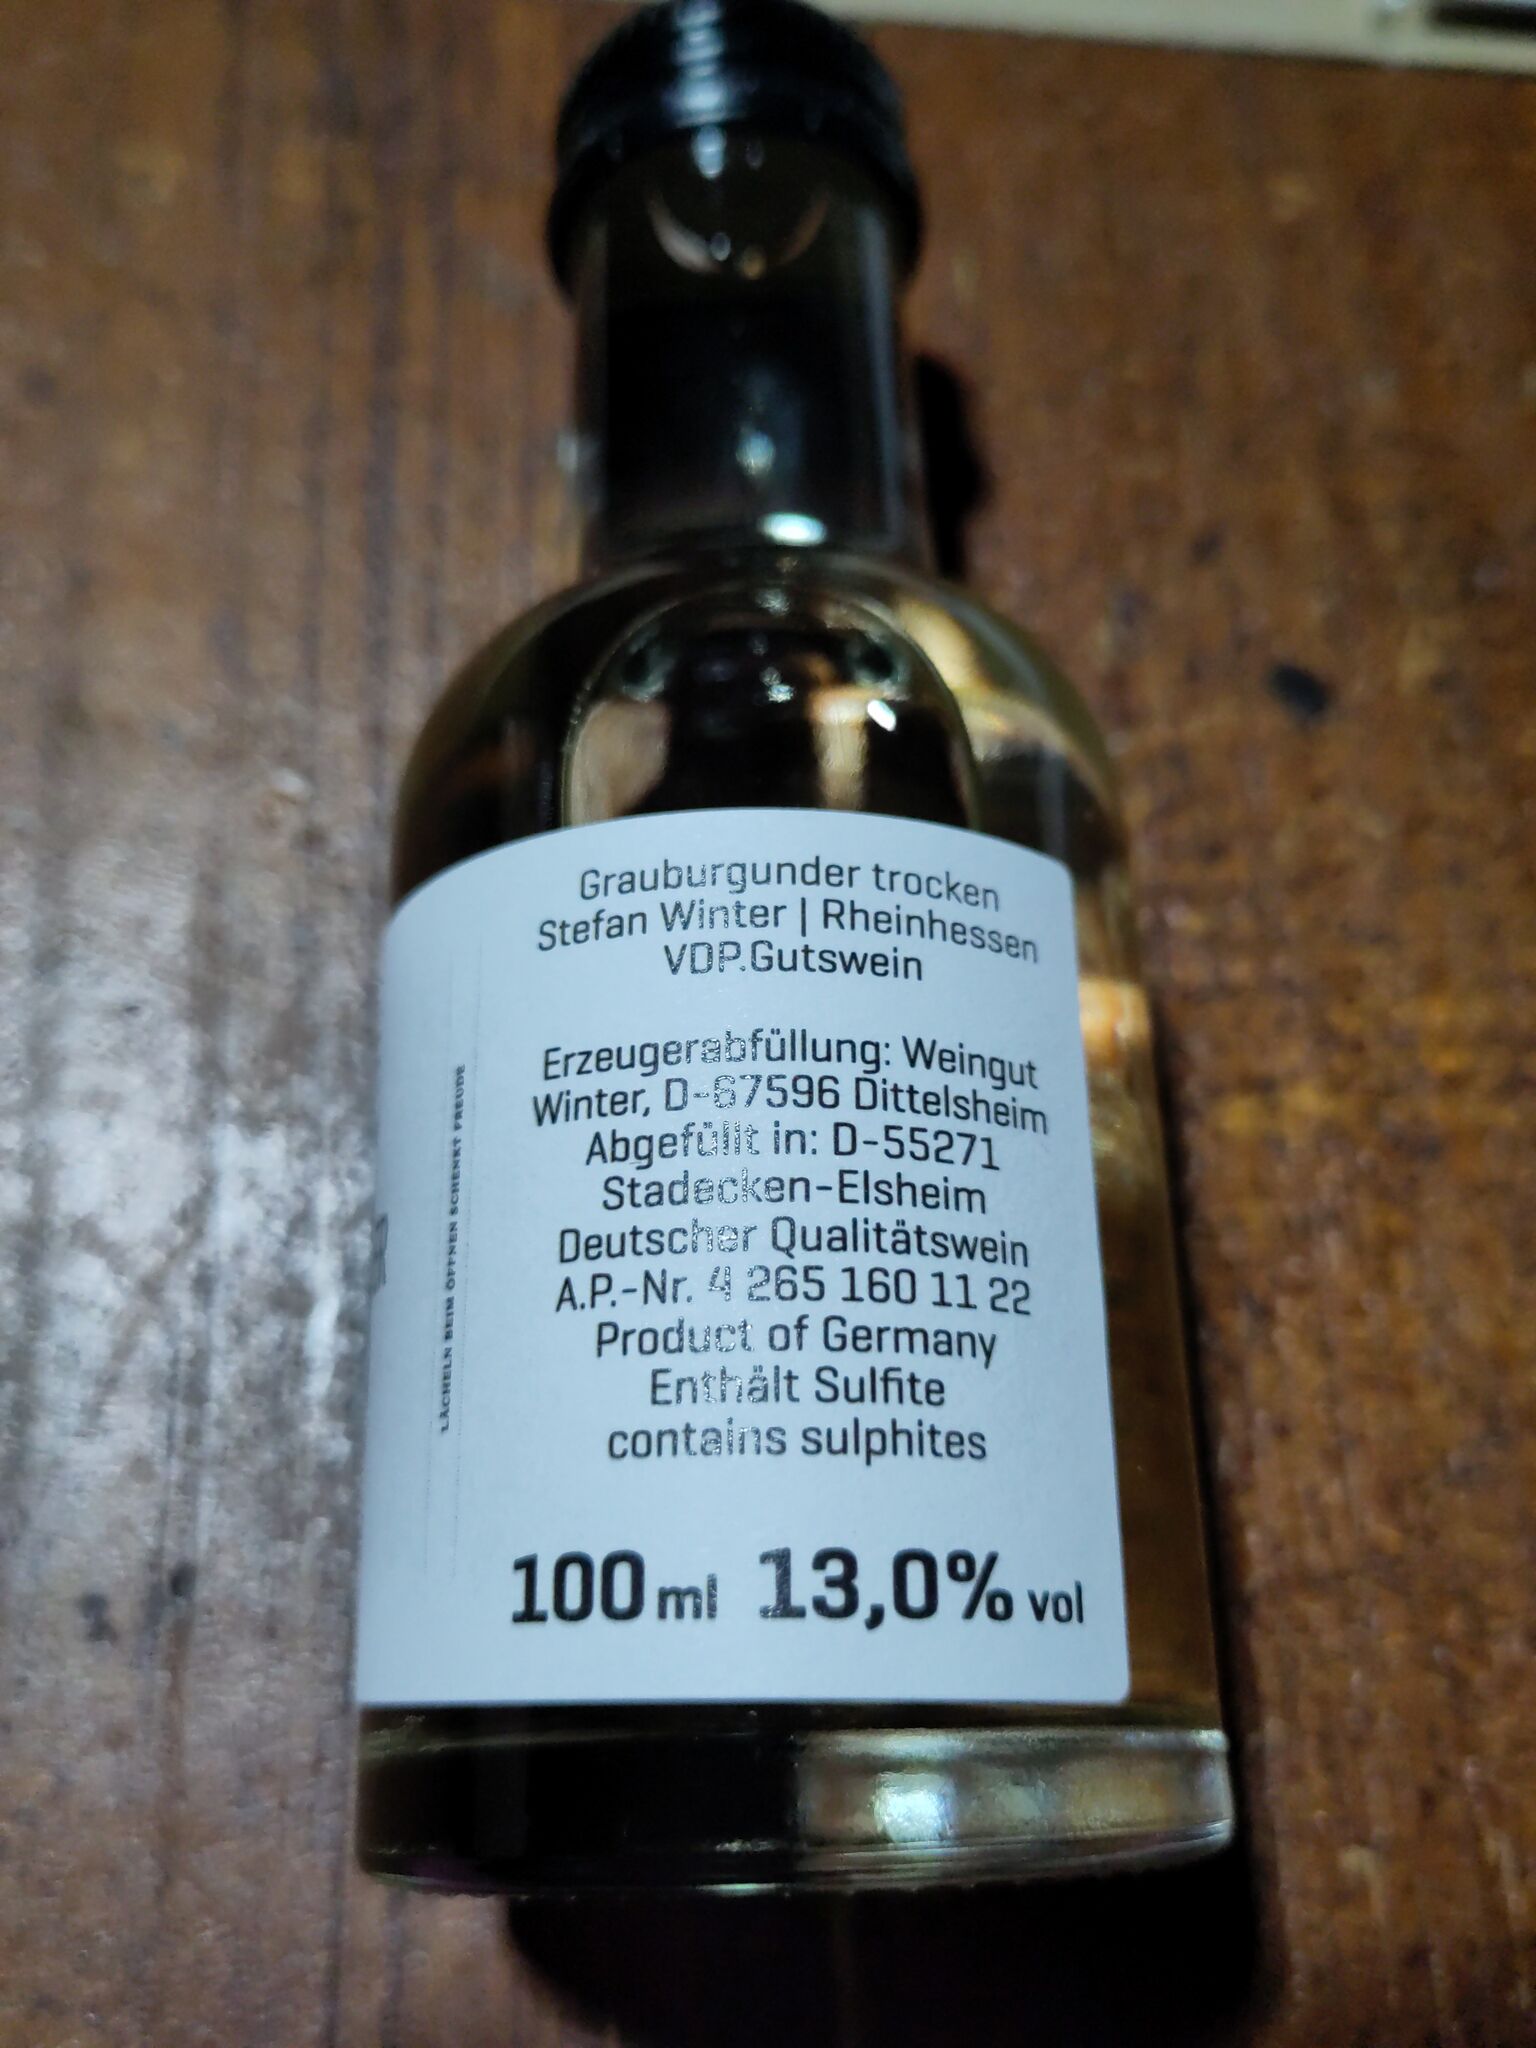 Grauburgunder trocken
Stefan Winter | Rheinhessen
VDP.Gutswein
Erzeugerabfüllung: Weingut
Winter, D-67596 Dittelsheim
Abgefüllt in: D-55271
Stadecken-Elsheim
Deutscher Qualitätswein
A.P.-Nr. 4 265 160 11 22
Product of Germany
Enthält Sulfite
contains sulphites
100 ml 13,0% vol
LÄCHELN BEIM ÖFFNEN SCHENKT FREUDE